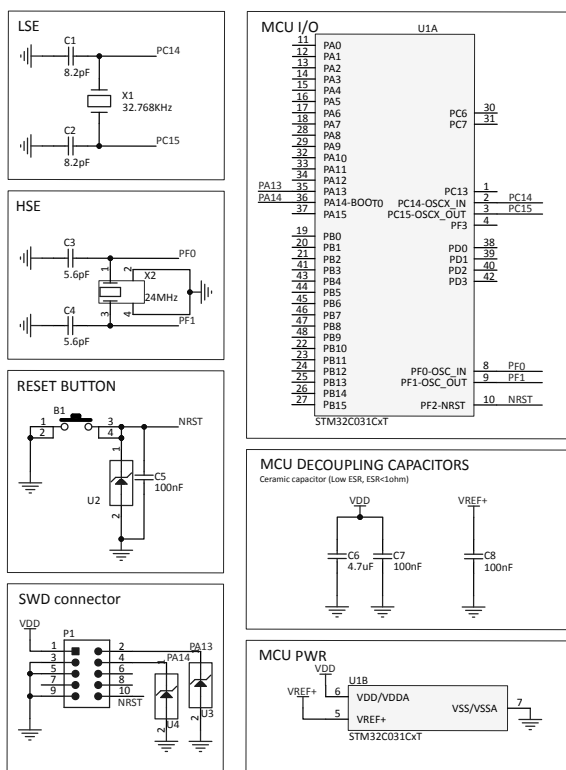 LSE
C1
8.2pF
PC14
X1
32.768KHz
C2
8.2pF
PC15
HSE
C3
5.6pF
PF0
1
2
X2
24MHz
3
4
C4
5.6pF
PF1
RESET BUTTON
B1
1
2
3
4
NRST
1
U2
2
C5
100nF
SWD connector
VDD
P1
1
3
5
7
9
2
4
6
8
10
PA13
PA14
NRST
1
U4
2
1
U3
2
MCU I/O
U1A
11 PA0
12 PA1
13 PA2
14 PA3
15 PA4
16 PA5
17 PA6
18 PA7
28 PA8
29 PA9
32 PA10
33 PA11
34 PA12
PA13 35 PA13
PA14 36 PA14-BOOT0
37 PA15
19 PB0
20 PB1
21 PB2
41 PB3
43 PB4
44 PB5
45 PB6
46 PB7
47 PB8
48 PB9
22 PB10
23 PB11
24 PB12
25 PB13
26 PB14
27 PB15
PC6 30
PC7 31
PC13 1
PC14-OSCX_IN 2 PC14
PC15-OSCX_OUT 3 PC15
PF3 4
PD0 38
PD1 39
PD2 40
PD3 42
PF0-OSC_IN 8 PF0
PF1-OSC_OUT 9 PF1
PF2-NRST 10 NRST
STM32C031CxT
MCU DECOUPLING CAPACITORS
Ceramic capacitor (Low ESR, ESR<1ohm)
VDD
VREF+
C6
4.7uF
C7
100nF
C8
100nF
MCU PWR
VDD
U1B
VREF+
6 VDD/VDDA
5 VREF+
VSS/VSSA 7
STM32C031CxT